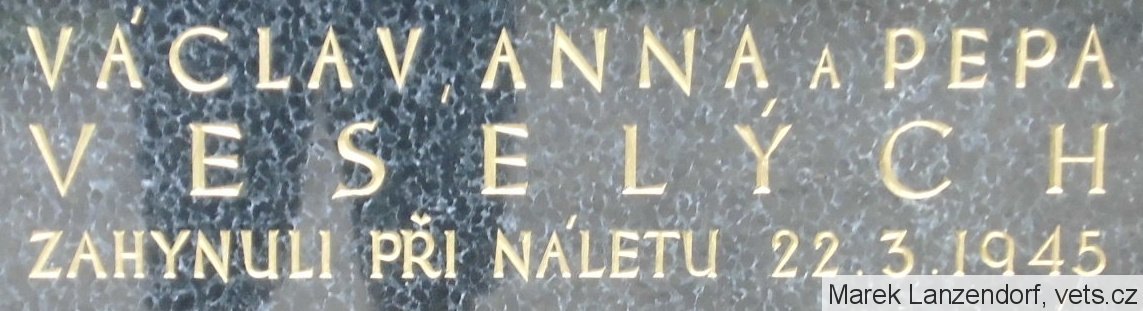 VÁCLAV, ANNA A PEPA
VESELÝCH
ZAHYNULI PŘI NÁLETU 22.3.1945
Marek Lanzendorf, vets.cz